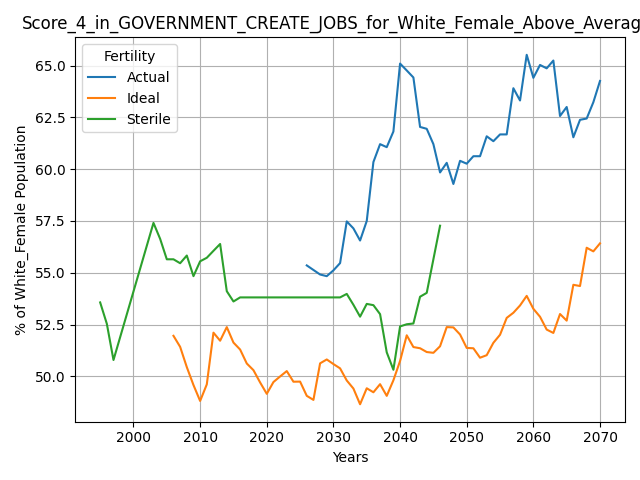 Score_4_in_GOVERNMENT_CREATE_JOBS_for_White_Female_Above_Averag
Fertility
Actual
Ideal
Sterile
65.0
62.5
60.0
57.5
55.0
52.5
50.0
% of White_Female Population
2000 2010 2020 2030 2040 2050 2060 2070
Years